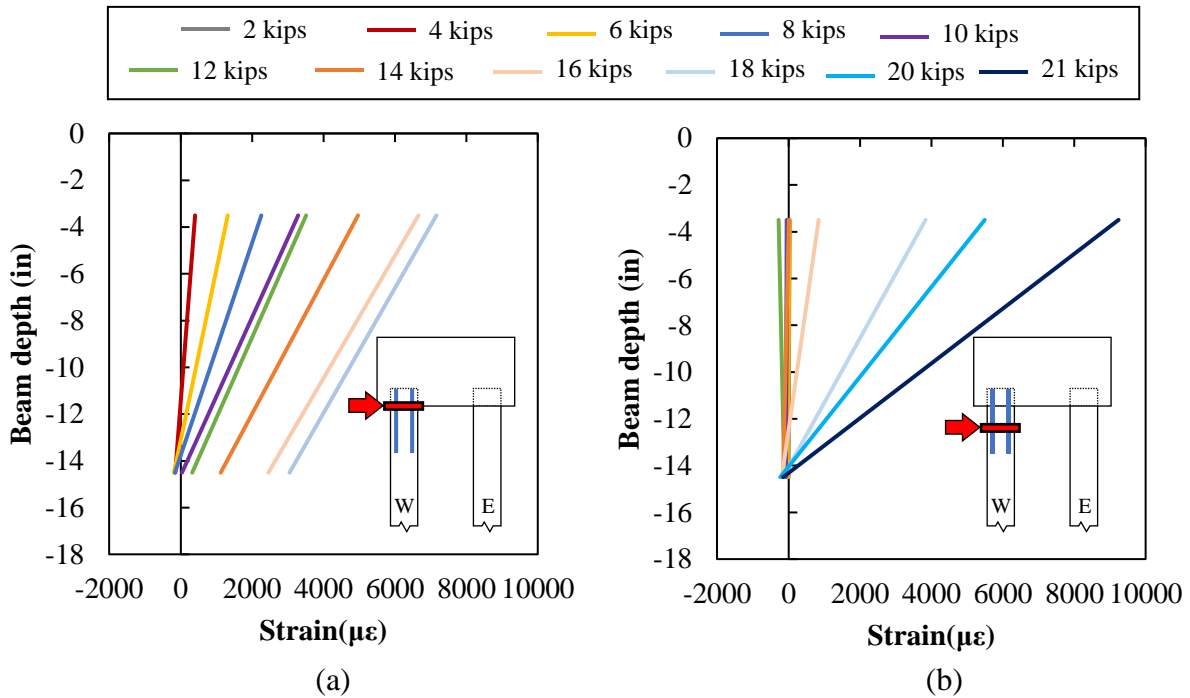 2 kips 4 kips 6 kips 8 kips 10 kips
12 kips 14 kips 16 kips 18 kips 20 kips 21 kips
0
-2
-4
-6
-8
-10
-12
-14
-16
-18
-2000 0 2000 4000 6000 8000 10000
Beam depth (in)
Strain(με)
W E
(a)
0
-2
-4
-6
-8
-10
-12
-14
-16
-18
-2000 0 2000 4000 6000 8000 10000
Beam depth (in)
Strain(με)
W E
(b)